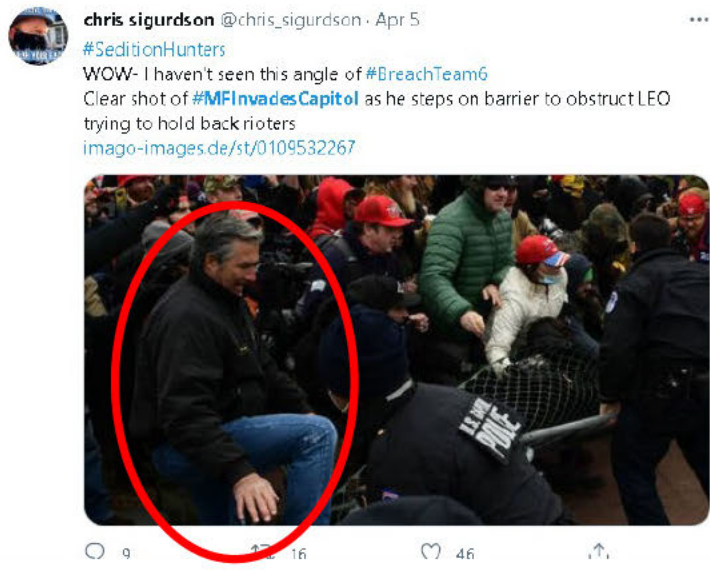 chris sigurdson @chris_sigurdson · Apr 5
#SeditionHunters
WOW- I haven't seen this angle of #BreachTeam6
Clear shot of #MFInvadesCapitol as he steps on barrier to obstruct LEO
trying to hold back rioters
imago-images.de/st/0109532267
POLICE
9 16 46